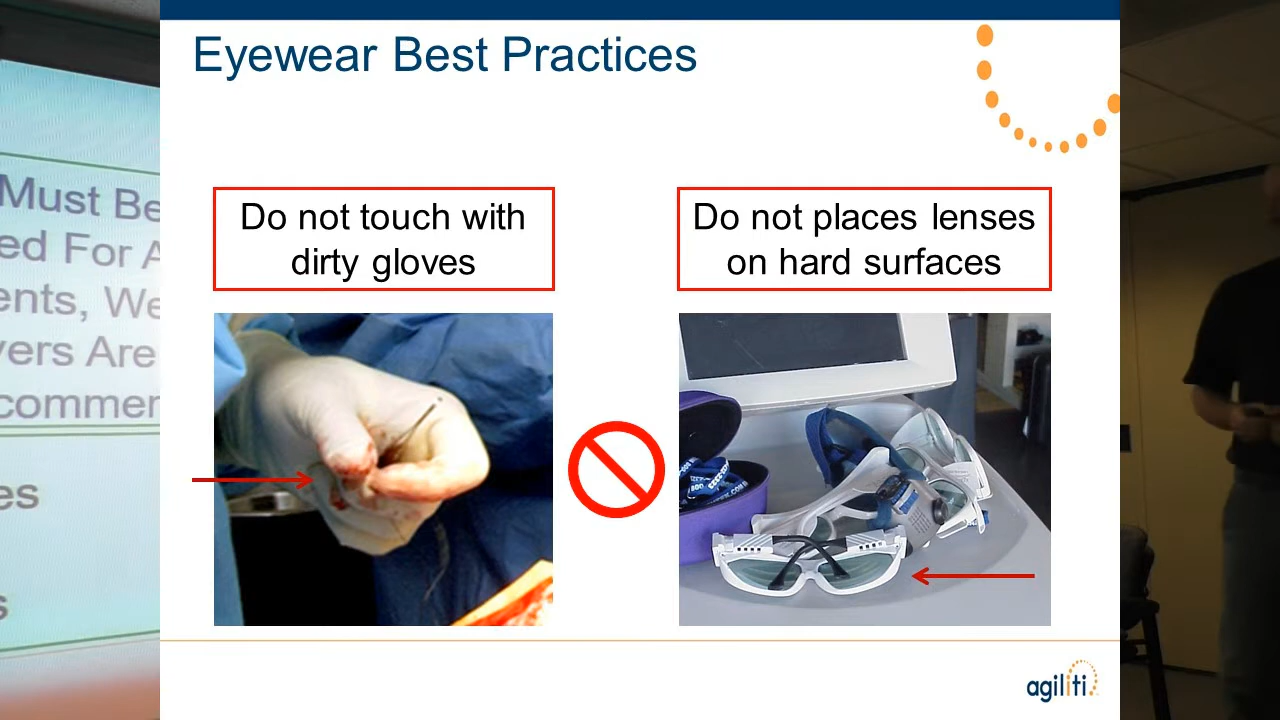 Eyewear Best Practices
Do not touch with
dirty gloves
Do not places lenses
on hard surfaces
Must Be
ed For A
ents, We
vers Are
commer
es
s
agiliti